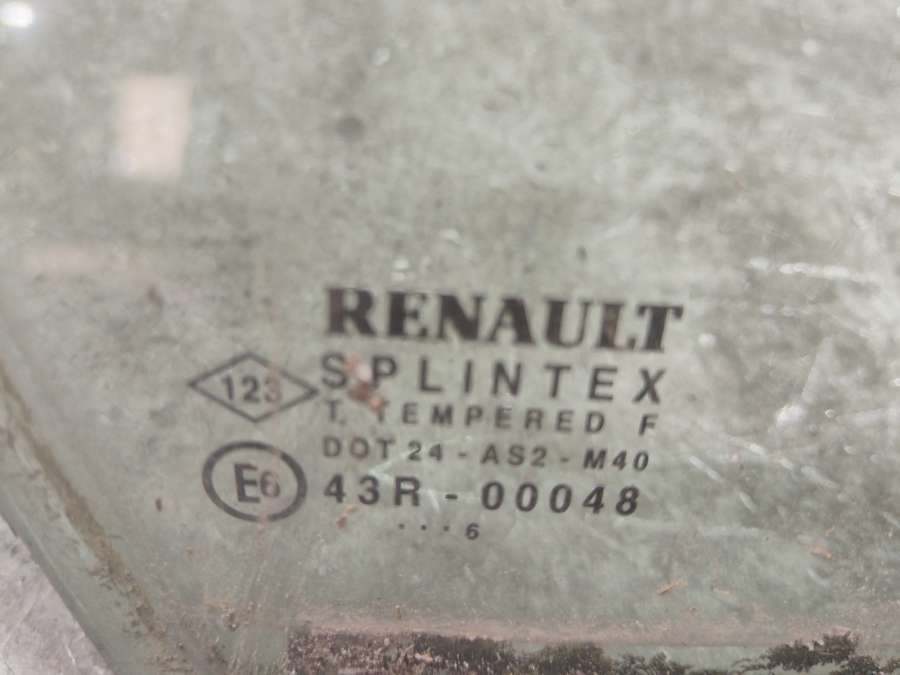 RENAULT
SPLINTEX
123
T. TEMPERED F
DOT 24 - AS2 - M40
E6
43R - 00048
...6